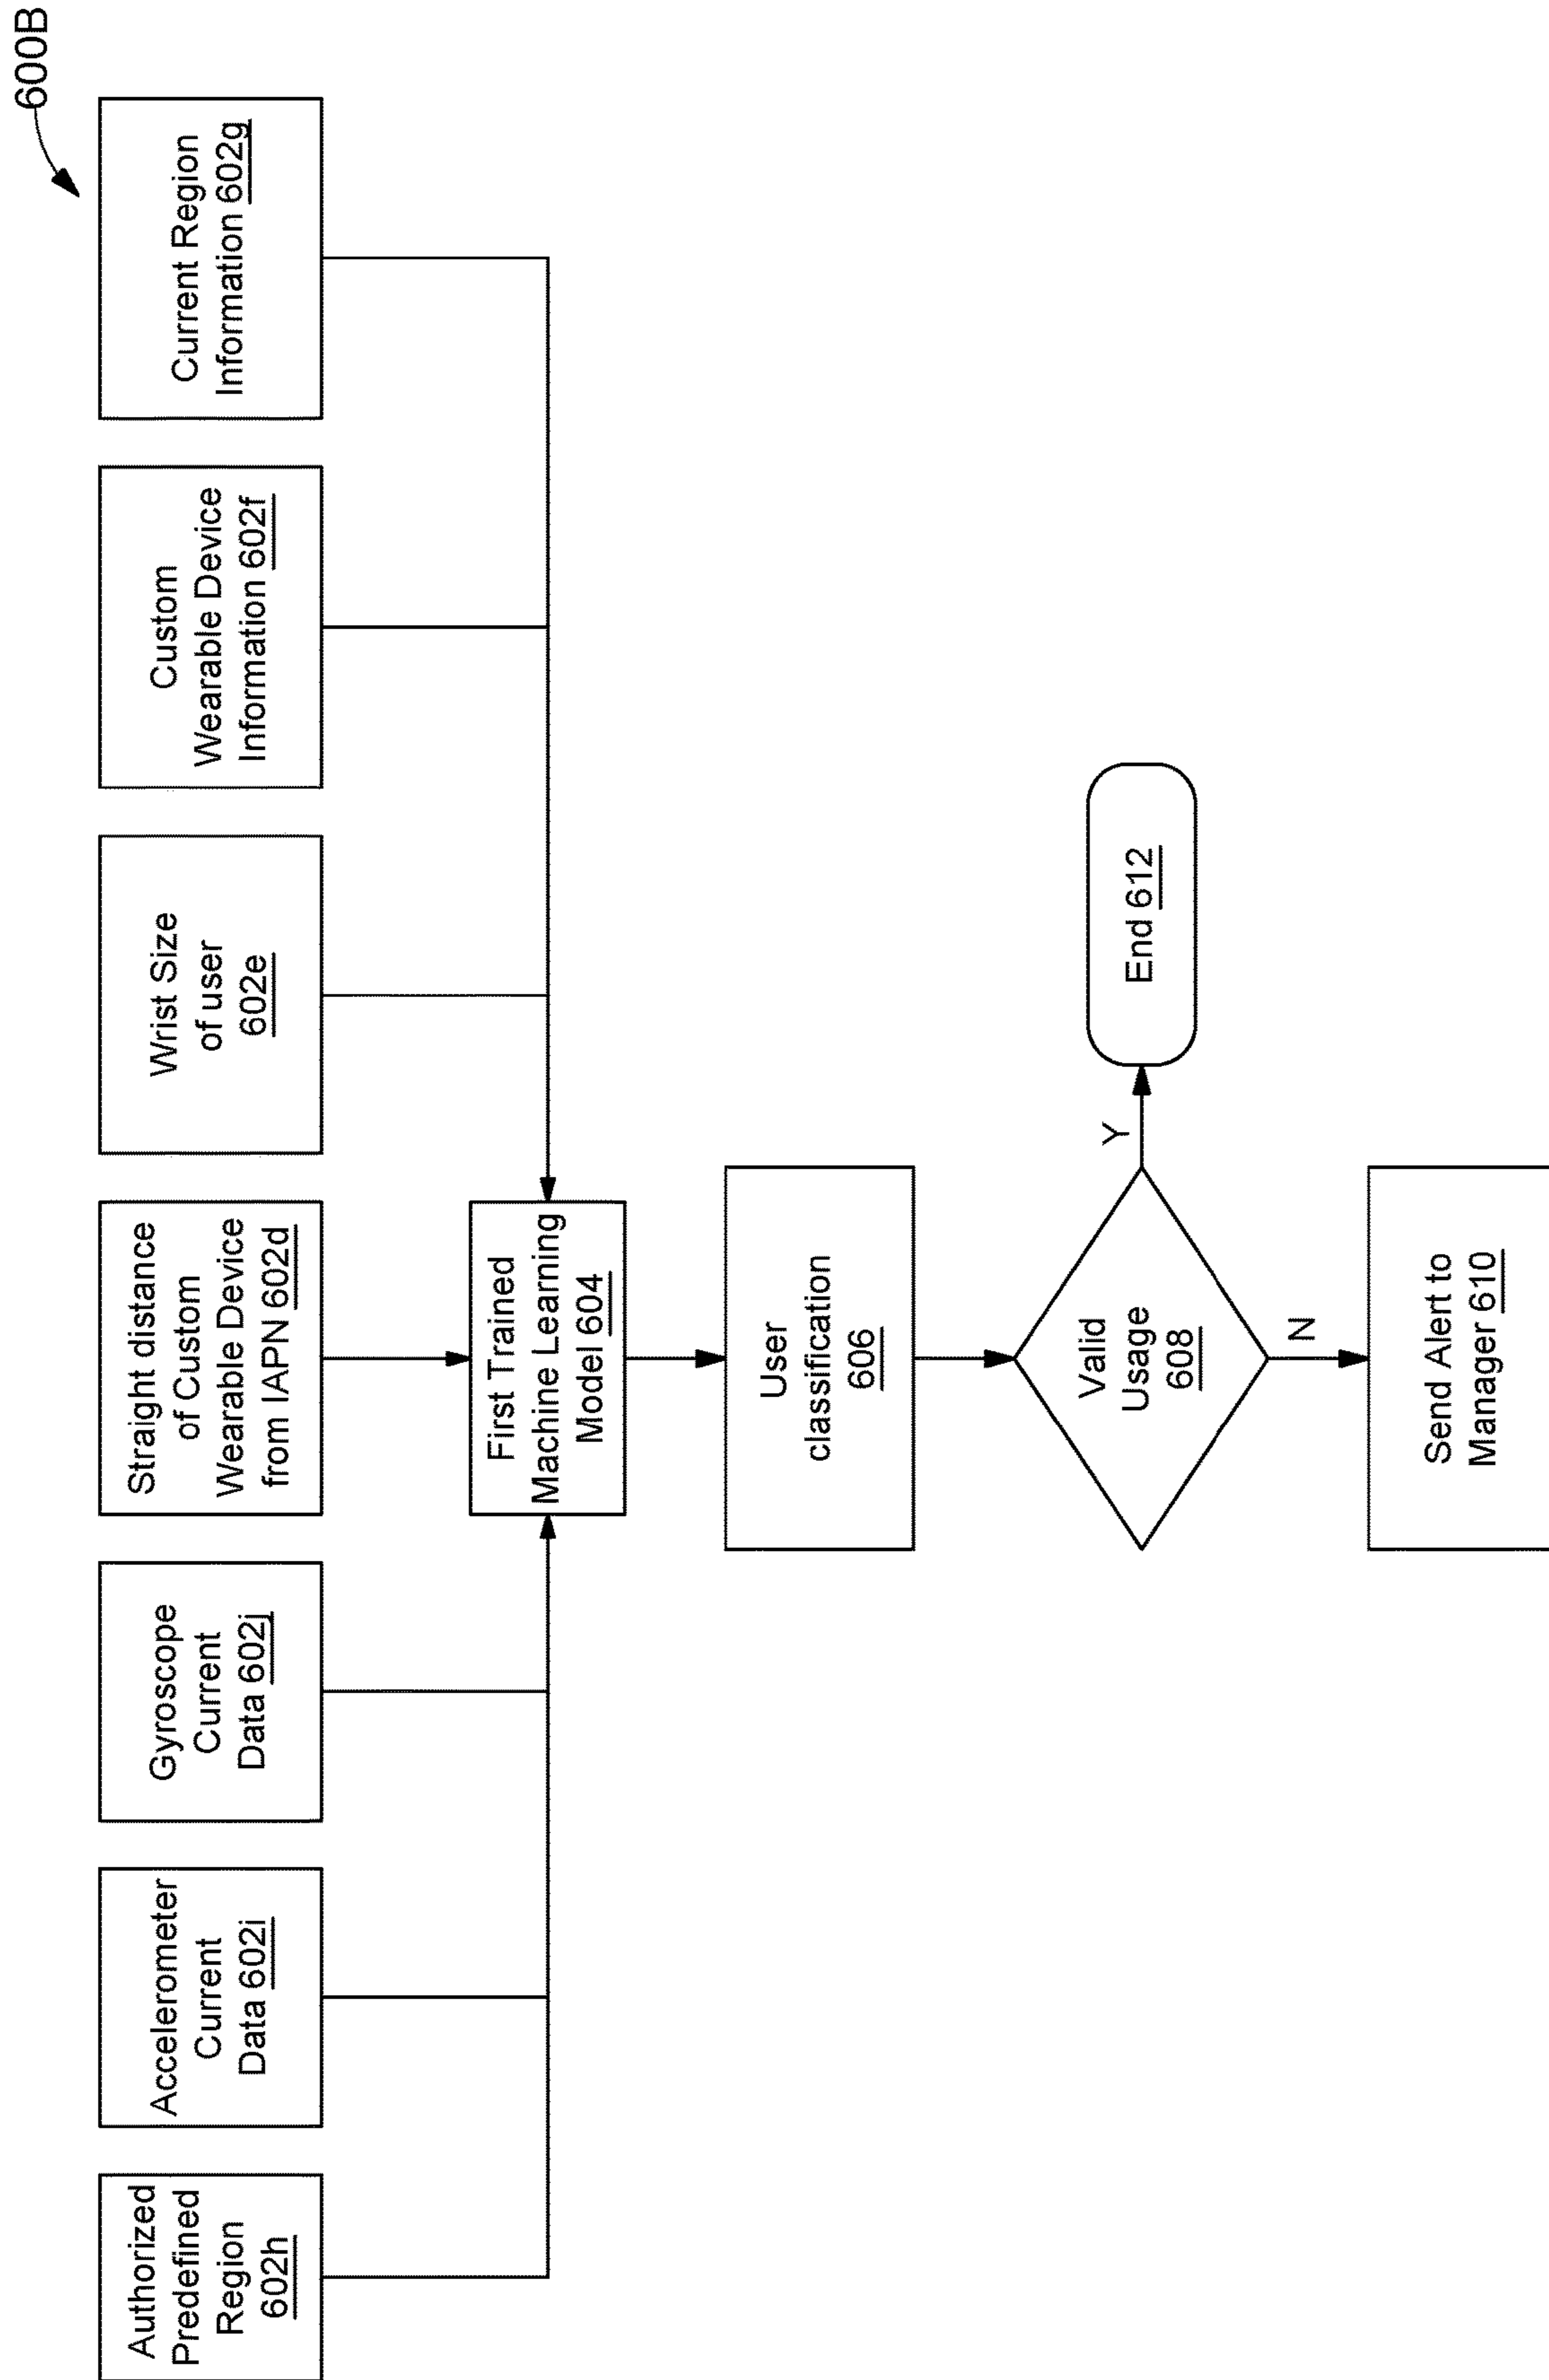 600B
Authorized
Predefined
Region
602h
Accelerometer
Current
Data 602i
Gyroscope
Current
Data 602j
Straight distance
of Custom
Wearable Device
from IAPN 602d
Wrist Size
of user
602e
Custom
Wearable Device
Information 602f
Current Region
Information 602g
First Trained
Machine Learning
Model 604
User
classification
606
Valid
Usage
608
Y
End 612
N
Send Alert to
Manager 610